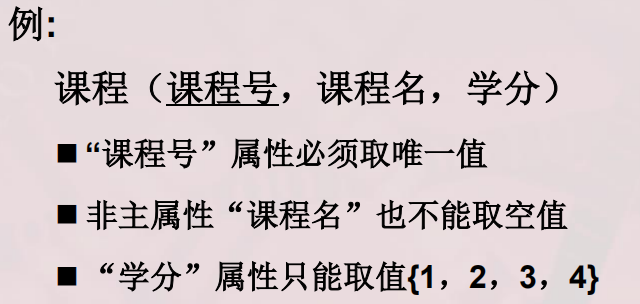 例:
课程（课程号，课程名，学分）
■ “课程号”属性必须取唯一值
■ 非主属性“课程名”也不能取空值
■ “学分”属性只能取值{1，2，3，4}